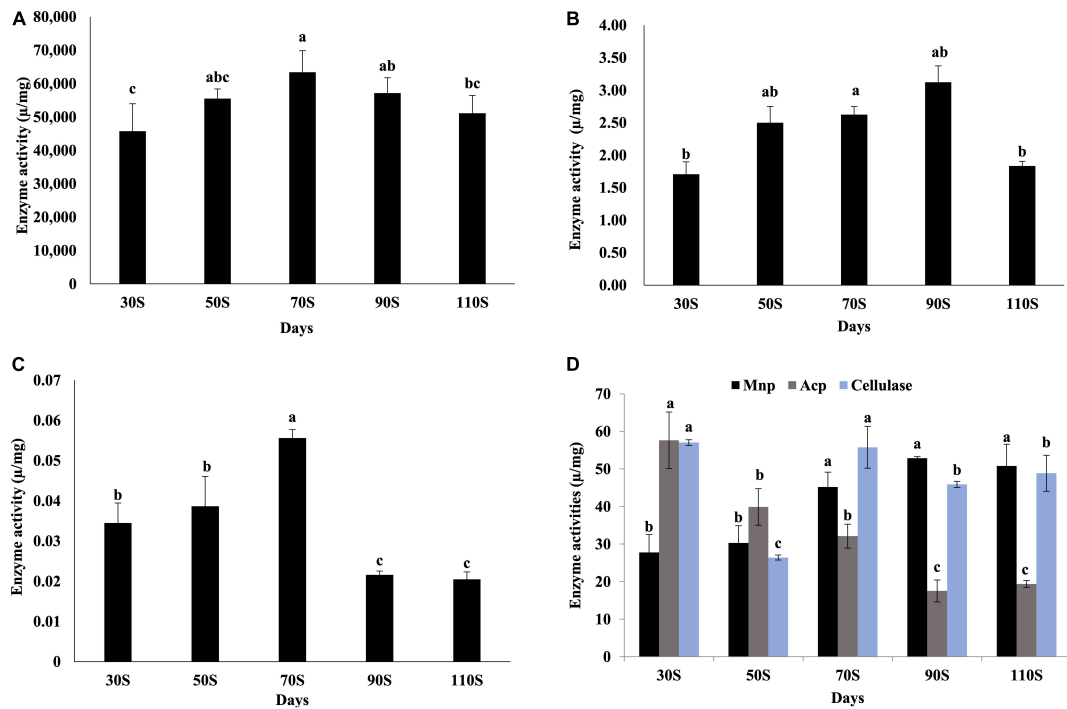 A
80,000
70,000
60,000
50,000
40,000
30,000
20,000
10,000
0
Enzyme activity (μ/mg)
c
abc
a
ab
bc
30S 50S 70S 90S 110S
Days
B
4.00
3.50
3.00
2.50
2.00
1.50
1.00
0.50
0.00
Enzyme activity (μ/mg)
b
ab
a
ab
b
30S 50S 70S 90S 110S
Days
C
0.07
0.06
0.05
0.04
0.03
0.02
0.01
0
Enzyme activity (μ/mg)
b
b
a
c
c
30S 50S 70S 90S 110S
Days
D
Mnp Acp Cellulase
70
60
50
40
30
20
10
0
Enzyme activities (μ/mg)
b a a
b b c
a b a
a c b
a c b
30S 50S 70S 90S 110S
Days